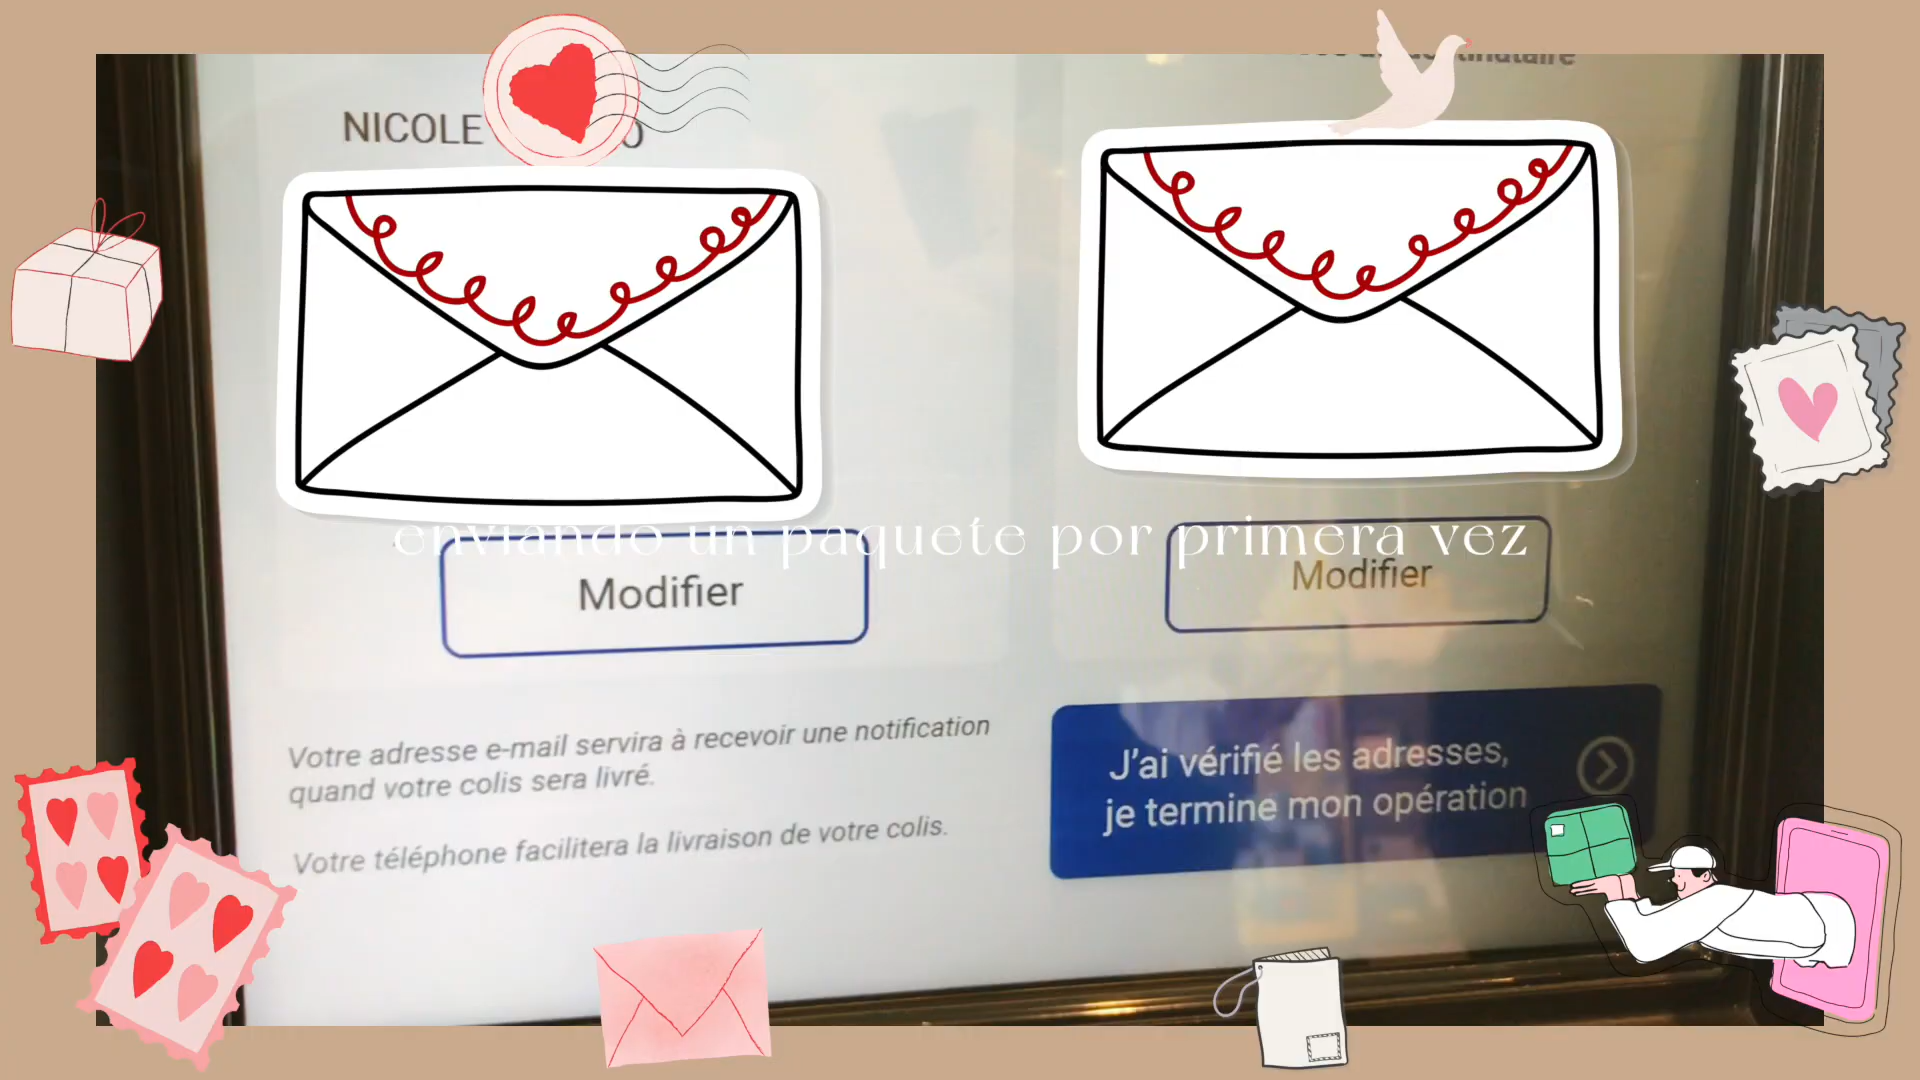 NICOLE
enviando un paquete por primera vez
Modifier
Modifier
Votre adresse e-mail servira à recevoir une notification
quand votre colis sera livré.
Votre téléphone facilitera la livraison de votre colis.
J'ai vérifié les adresses,
je termine mon opération